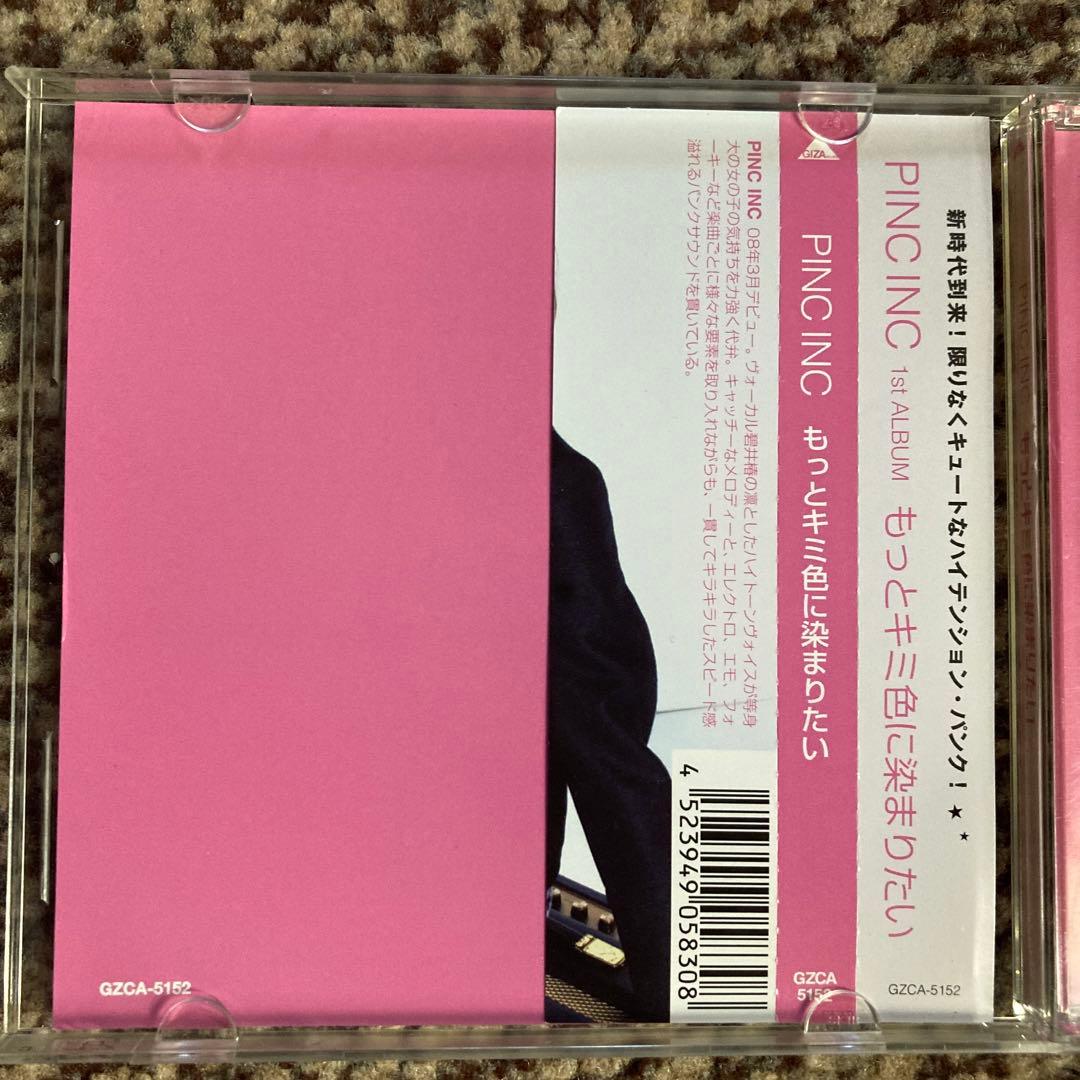 新時代到来！限りなくキュートなハイテンション・パンク！★★
PINC INC 1st ALBUM もっとキミ色に染まりたい
GZCA-5152
GIZA
PINC INC もっとキミ色に染まりたい
GZCA
5152
PINC INC 08年3月デビュー。ヴォーカル碧井椿の凛としたハイトーンヴォイスが等身
大の女の子の気持ちを力強く代弁。キャッチーなメロディーと、エレクトロ、エモ、フォ
ーキーなど楽曲ごとに様々な要素を取り入れながらも、一貫してキラキラしたスピード感
溢れるパンクサウンドを貫いている。
4 523949 058308
GZCA-5152